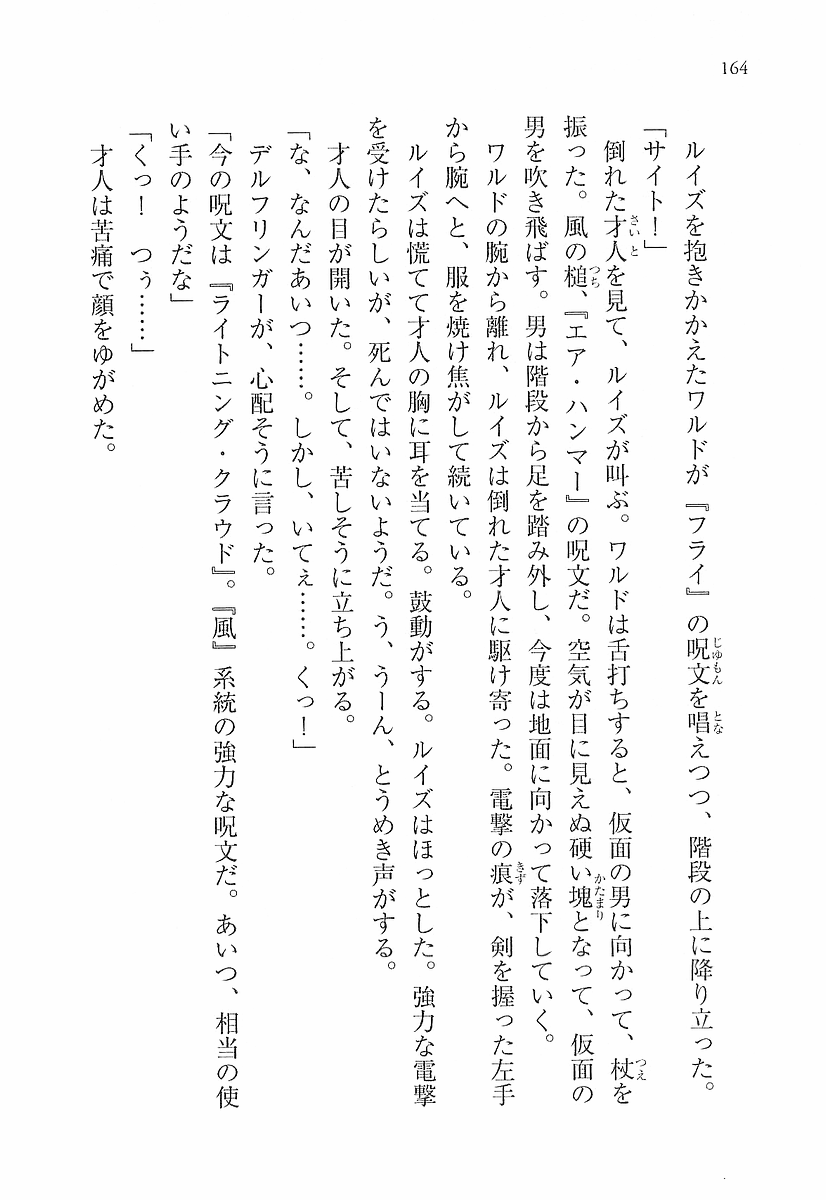 164
ルイズを抱きかかえたワルドが『フライ』の呪文を唱えつつ、階段の上に降り立った。
「サイト！」
倒れた才人を見て、ルイズが叫ぶ。ワルドは舌打ちすると、仮面の男に向かって、杖を
振った。風の槌、『エア・ハンマー』の呪文だ。空気が目に見えぬ硬い塊となって、仮面の
男を吹き飛ばす。男は階段から足を踏み外し、今度は地面に向かって落下していく。
ワルドの腕から離れ、ルイズは倒れた才人に駆け寄った。電撃の痕が、剣を握った左手
から腕へと、服を焼け焦がして続いている。
ルイズは慌てて才人の胸に耳を当てる。鼓動がする。ルイズはほっとした。強力な電撃
を受けたらしいが、死んではいないようだ。う、うーん、とうめき声がする。
才人の目が開いた。そして、苦しそうに立ち上がる。
「な、なんだあいつ……。しかし、いてぇ……。くっ！」
デルフリンガーが、心配そうに言った。
「今の呪文は『ライトニング・クラウド』。『風』系統の強力な呪文だ。あいつ、相当の使
い手のようだな」
「くっ！　つぅ……」
才人は苦痛で顔をゆがめた。